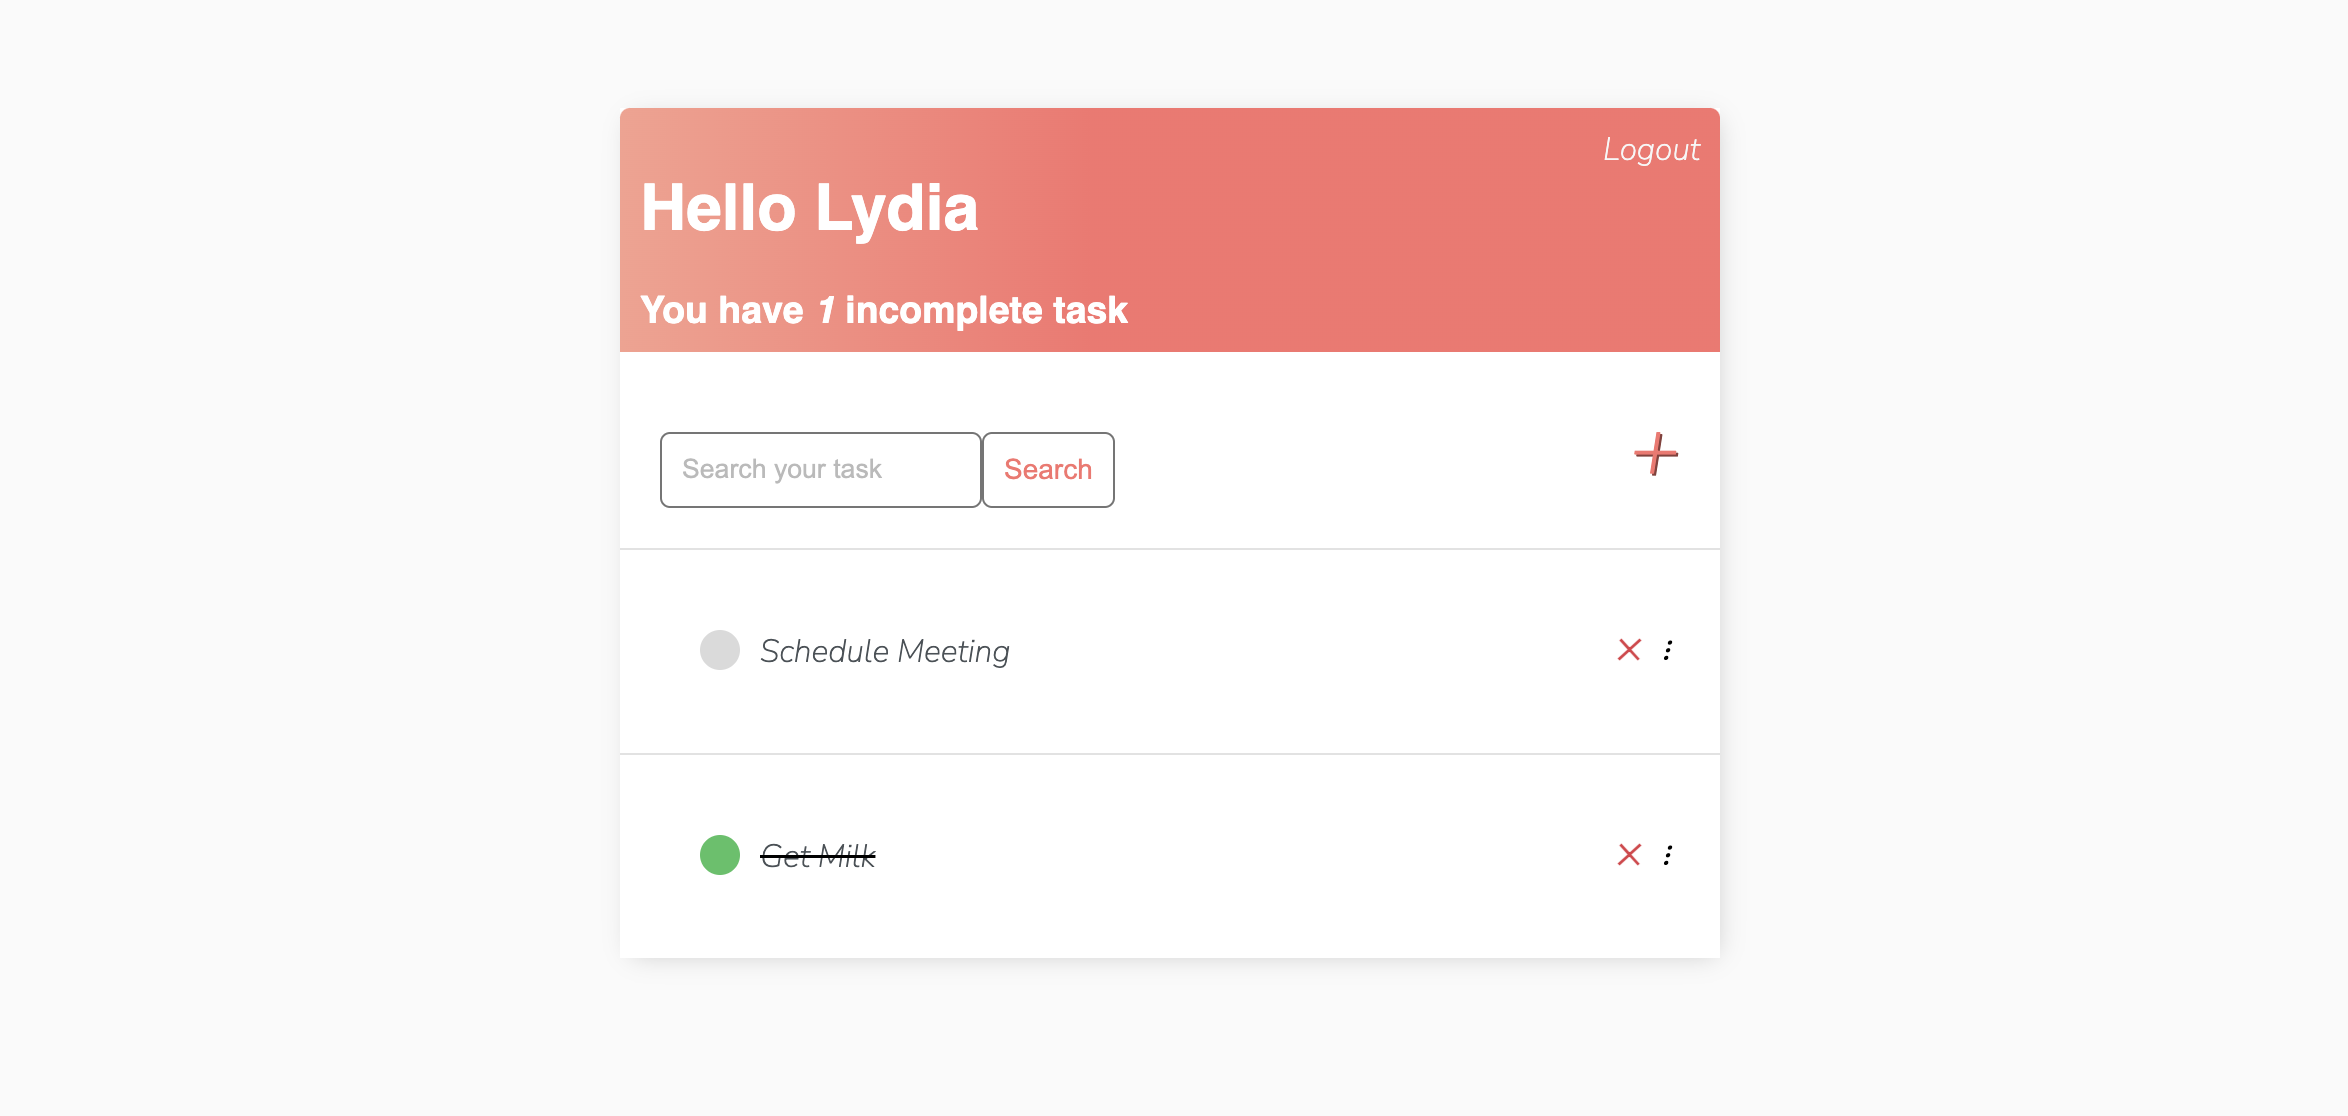 Logout
Hello Lydia
You have 1 incomplete task
Search your task
Search
Schedule Meeting
Get Milk